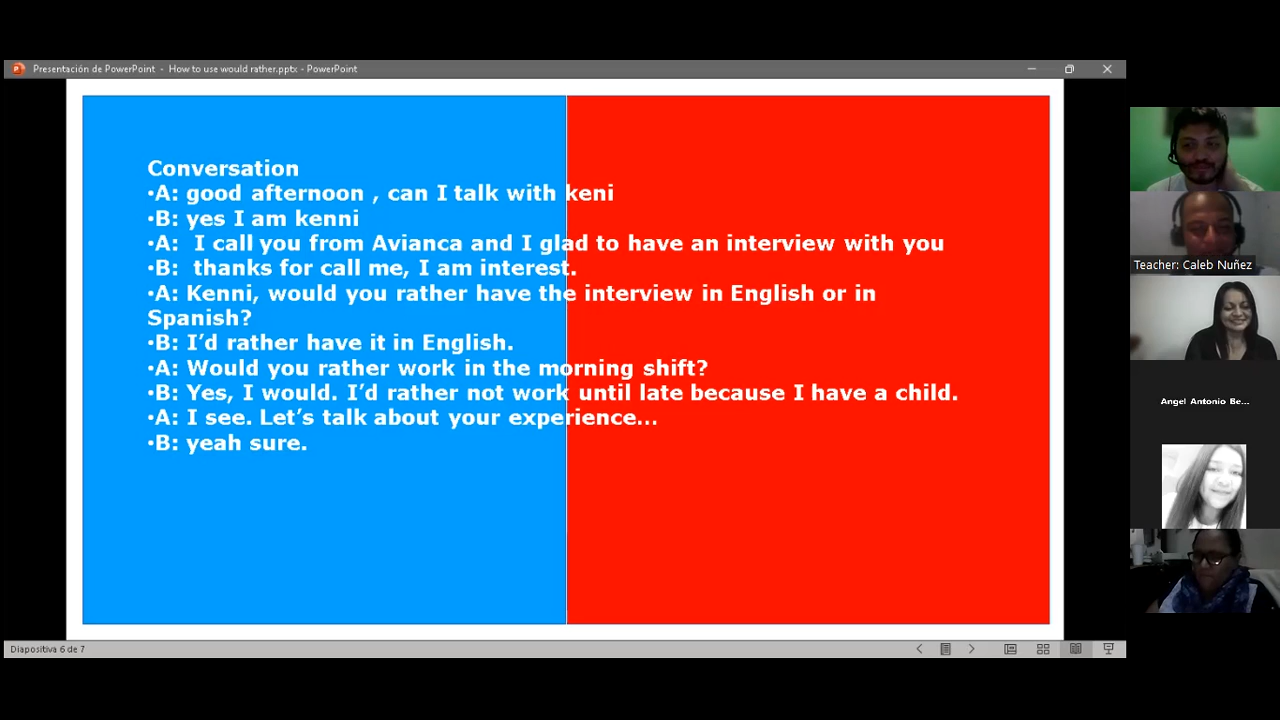 Presentación de PowerPoint - How to use would rather.pptx - PowerPoint
Conversation
•A: good afternoon , can I talk with keni
•B: yes I am kenni
•A: I call you from Avianca and I glad to have an interview with you
•B: thanks for call me, I am interest.
•A: Kenni, would you rather have the interview in English or in
Spanish?
•B: I’d rather have it in English.
•A: Would you rather work in the morning shift?
•B: Yes, I would. I’d rather not work until late because I have a child.
•A: I see. Let’s talk about your experience…
•B: yeah sure.
Teacher: Caleb Nuñez
Angel Antonio Be...
Diapositiva 6 de 7